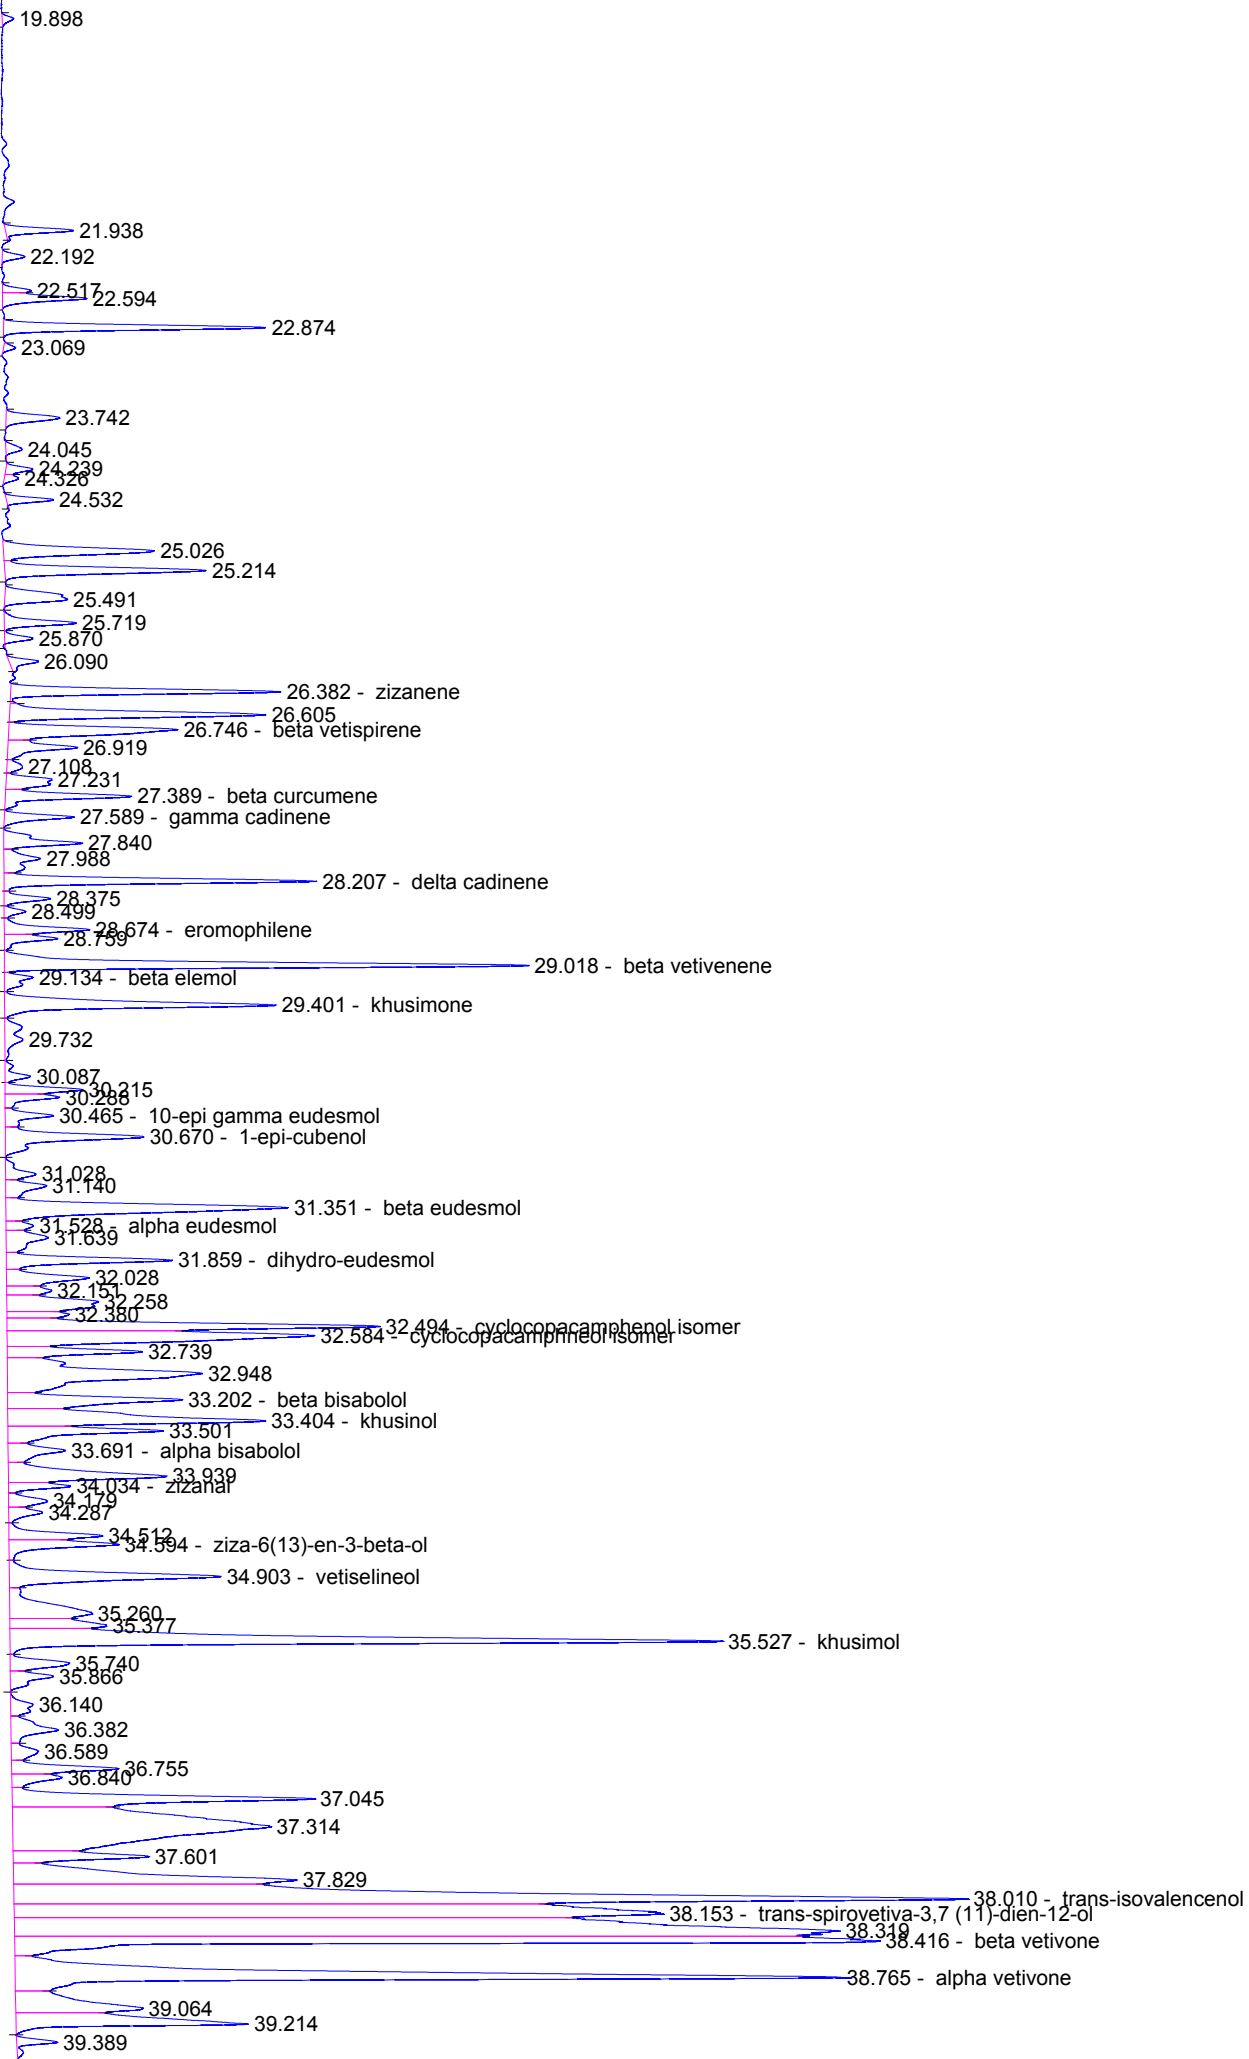 19.898
21.938
22.192
22.517
22.594
22.874
23.069
23.742
24.045
24.239
24.326
24.532
25.026
25.214
25.491
25.719
25.870
26.090
26.382 - zizanene
26.605
26.746 - beta vetispirene
26.919
27.108
27.231
27.389 - beta curcumene
27.589 - gamma cadinene
27.840
27.988
28.207 - delta cadinene
28.375
28.499
28.674 - eromophilene
28.759
29.018 - beta vetivenene
29.134 - beta elemol
29.401 - khusimone
29.732
30.087
30.215
30.288
30.465 - 10-epi gamma eudesmol
30.670 - 1-epi-cubenol
31.028
31.140
31.351 - beta eudesmol
31.528 - alpha eudesmol
31.639
31.859 - dihydro-eudesmol
32.028
32.151
32.258
32.380
32.494 - cyclocopacamphenol isomer
32.584 - cyclocopacamphneol isomer
32.739
32.948
33.202 - beta bisabolol
33.404 - khusinol
33.501
33.691 - alpha bisabolol
33.939
34.034 - zizanal
34.179
34.287
34.512
34.594 - ziza-6(13)-en-3-beta-ol
34.903 - vetiselineol
35.260
35.377
35.527 - khusimol
35.740
35.866
36.140
36.382
36.589
36.755
36.840
37.045
37.314
37.601
37.829
38.010 - trans-isovalencenol
38.153 - trans-spirovetiva-3,7 (11)-dien-12-ol
38.319
38.416 - beta vetivone
38.765 - alpha vetivone
39.064
39.214
39.389